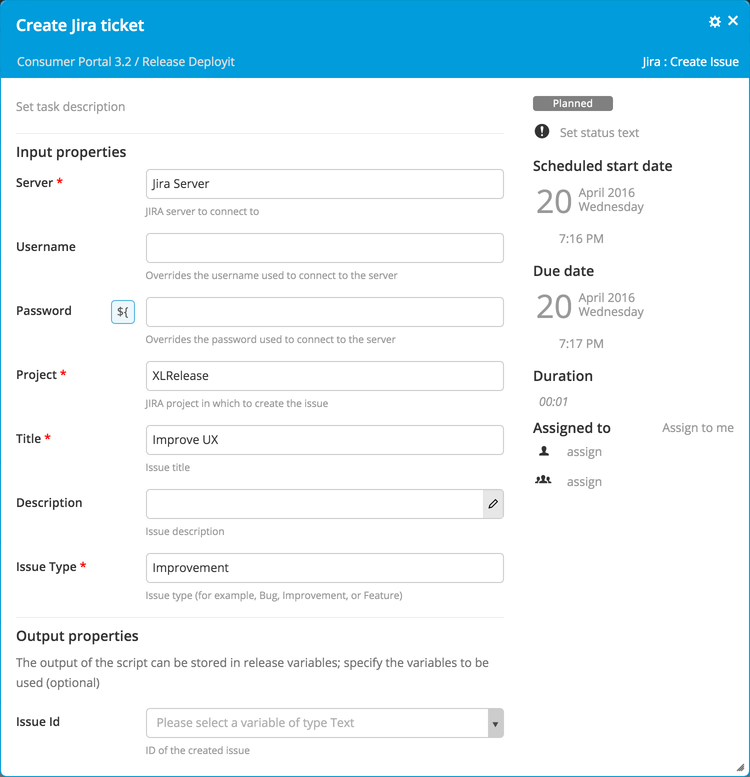 Create Jira ticket
Consumer Portal 3.2 / Release Deployit
Jira : Create Issue
Set task description
Input properties
Server *
Jira Server
JIRA server to connect to
Username
Overrides the username used to connect to the server
Password
${
Overrides the password used to connect to the server
Project *
XLRelease
JIRA project in which to create the issue
Title *
Improve UX
Issue title
Description
Issue description
Issue Type *
Improvement
Issue type (for example, Bug, Improvement, or Feature)
Output properties
The output of the script can be stored in release variables; specify the variables to be
used (optional)
Issue Id
Please select a variable of type Text
ID of the created issue
Planned
Set status text
Scheduled start date
20
April 2016
Wednesday
7:16 PM
Due date
20
April 2016
Wednesday
7:17 PM
Duration
00:01
Assigned to
Assign to me
assign
assign